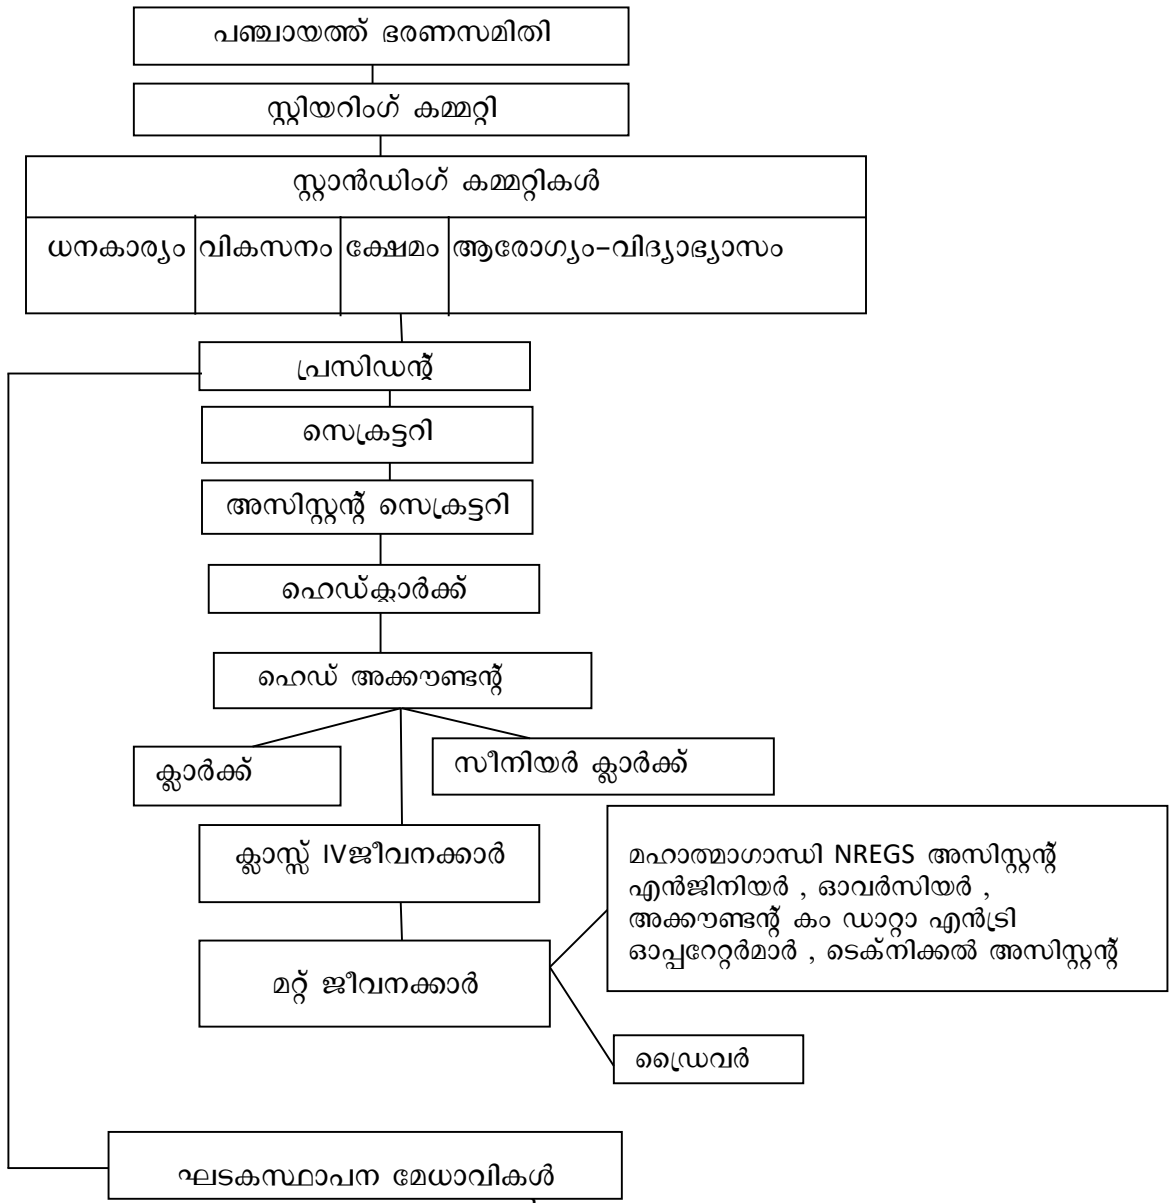 പഞ്ചായത്ത് ഭരണസമിതി
സ്റ്റിയറിംഗ് കമ്മറ്റി
സ്റ്റാൻഡിംഗ് കമ്മറ്റികൾ
ധനകാര്യം വികസനം ക്ഷേമം ആരോഗ്യം-വിദ്യാഭ്യാസം
പ്രസിഡന്റ്
സെക്രട്ടറി
അസിസ്റ്റന്റ് സെക്രട്ടറി
ഹെഡ്ക്ലാർക്ക്
ഹെഡ് അക്കൗണ്ടന്റ്
ക്ലാർക്ക്
സീനിയർ ക്ലാർക്ക്
ക്ലാസ്സ് IVജീവനക്കാർ
മഹാത്മാഗാന്ധി NREGS അസിസ്റ്റന്റ്
എൻജിനിയർ , ഓവർസിയർ ,
അക്കൗണ്ടന്റ് കം ഡാറ്റാ എൻട്രി
ഓപ്പറേറ്റർമാർ , ടെക്നിക്കൽ അസിസ്റ്റന്റ്
മറ്റ് ജീവനക്കാർ
ഡ്രൈവർ
ഘടകസ്ഥാപന മേധാവികൾ